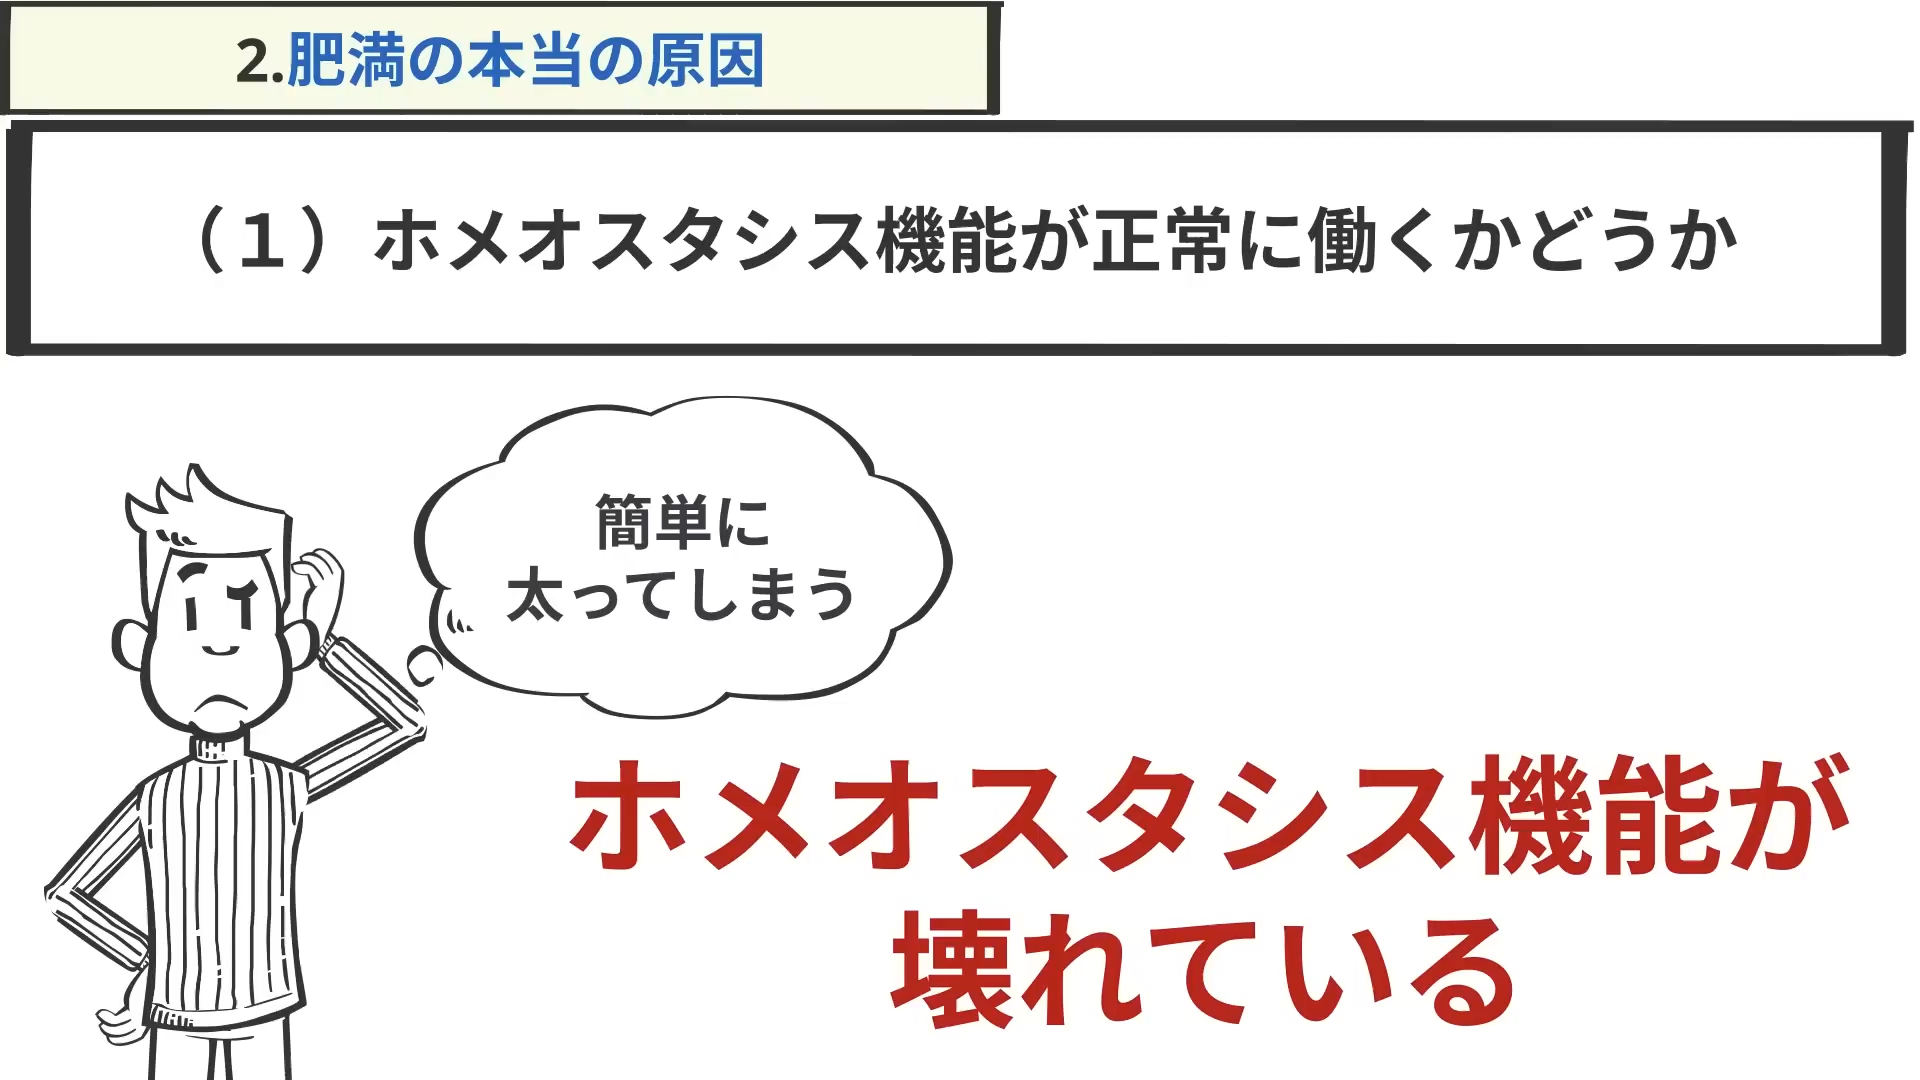 2.肥満の本当の原因
（１）ホメオスタシス機能が正常に働くかどうか
簡単に
太ってしまう
ホメオスタシス機能が
壊れている